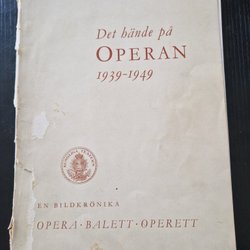 Det hände på
OPERAN
1939-1949
EN BILDKRÖNIKA
OPERA · BALETT · OPERETT